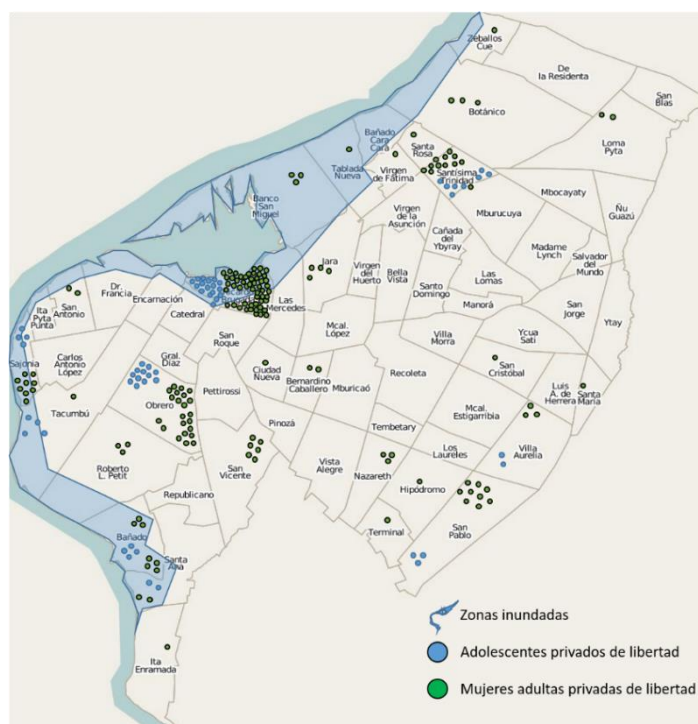 Zeballos
Cue
De
la Residenta
San
Blas
Botánico
Bañado
Cara
Cara
Loma
Pyta
Santa
Rosa
Tablada
Nueva
Virgen
de Fátima
Santísima
Trinidad
Banco
San
Miguel
Mbocayaty
Ñu
Guazú
Virgen
de la
Asunción
Mburucuya
Cañada
del
Ybyray
Madame
Lynch
Salvador
del
Mundo
Jara
Virgen
del
Huerto
Bella
Vista
Santo
Domingo
Las
Lomas
Dr.
Francia
Ita
Pyta
Punta
San
Antonio
Encarnación
Catedral
Las
Mercedes
Manorá
San
Jorge
Ytay
San
Roque
Mcal.
López
Villa
Morra
Ycua
Sati
Sajonia
Carlos
Antonio
López
Gral.
Díaz
Ciudad
Nueva
Bernardino
Caballero
Mburicaó
Recoleta
San
Cristóbal
Luis
A. de
Herrera
Santa
María
Tacumbú
Obrero
Pettirossi
Pinozá
Tembetary
Mcal.
Estigarribia
Los
Laureles
Villa
Aurelia
Roberto
L. Petit
San
Vicente
Vista
Alegre
Nazareth
Hipódromo
Republicano
San
Pablo
Terminal
Bañado
Santa
Ana
Ita
Enramada
Zonas inundadas
Adolescentes privados de libertad
Mujeres adultas privadas de libertad